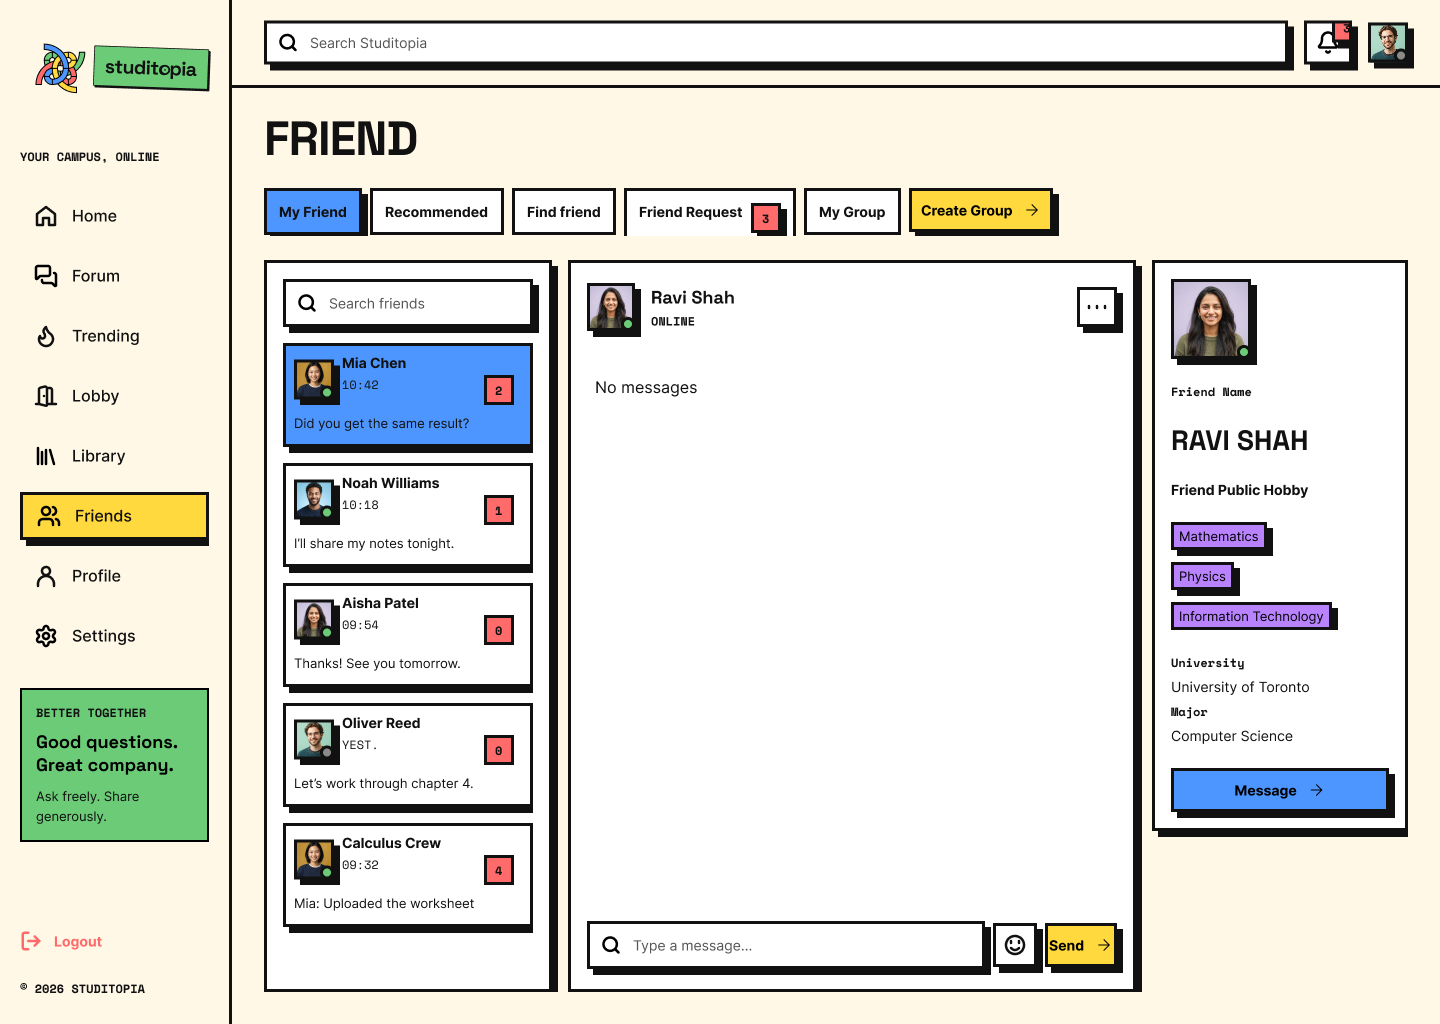 studitopia
Search Studitopia
3
YOUR CAMPUS, ONLINE
Home
Forum
Trending
Lobby
Library
Friends
Profile
Settings
BETTER TOGETHER
Good questions.
Great company.
Ask freely. Share
generously.
Logout
© 2026 STUDITOPIA
FRIEND
My Friend
Recommended
Find friend
Friend Request 3
My Group
Create Group
Search friends
Mia Chen
10:42
2
Did you get the same result?
Noah Williams
10:18
1
I'll share my notes tonight.
Aisha Patel
09:54
0
Thanks! See you tomorrow.
Oliver Reed
YEST.
0
Let's work through chapter 4.
Calculus Crew
09:32
4
Mia: Uploaded the worksheet
Ravi Shah
ONLINE
...
No messages
Type a message...
Send
Friend Name
RAVI SHAH
Friend Public Hobby
Mathematics
Physics
Information Technology
University
University of Toronto
Major
Computer Science
Message